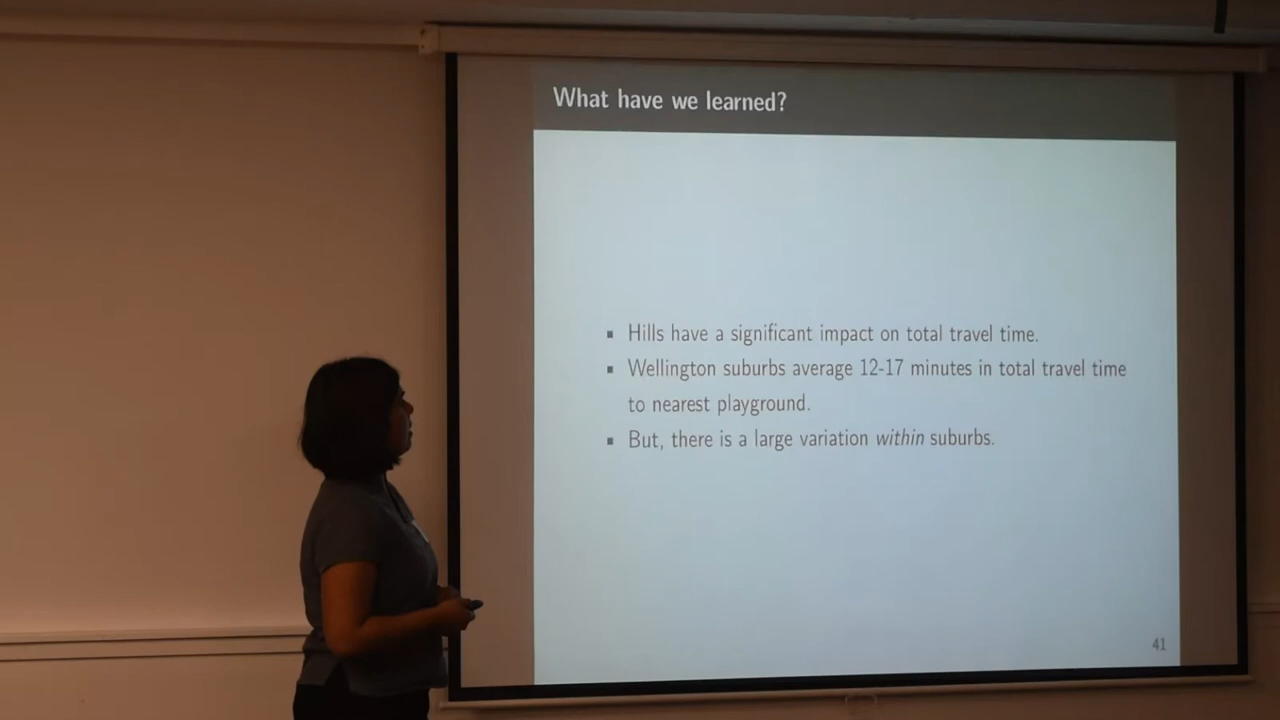 What have we learned?
▪ Hills have a significant impact on total travel time.
▪ Wellington suburbs average 12-17 minutes in total travel time
to nearest playground.
▪ But, there is a large variation within suburbs.
41